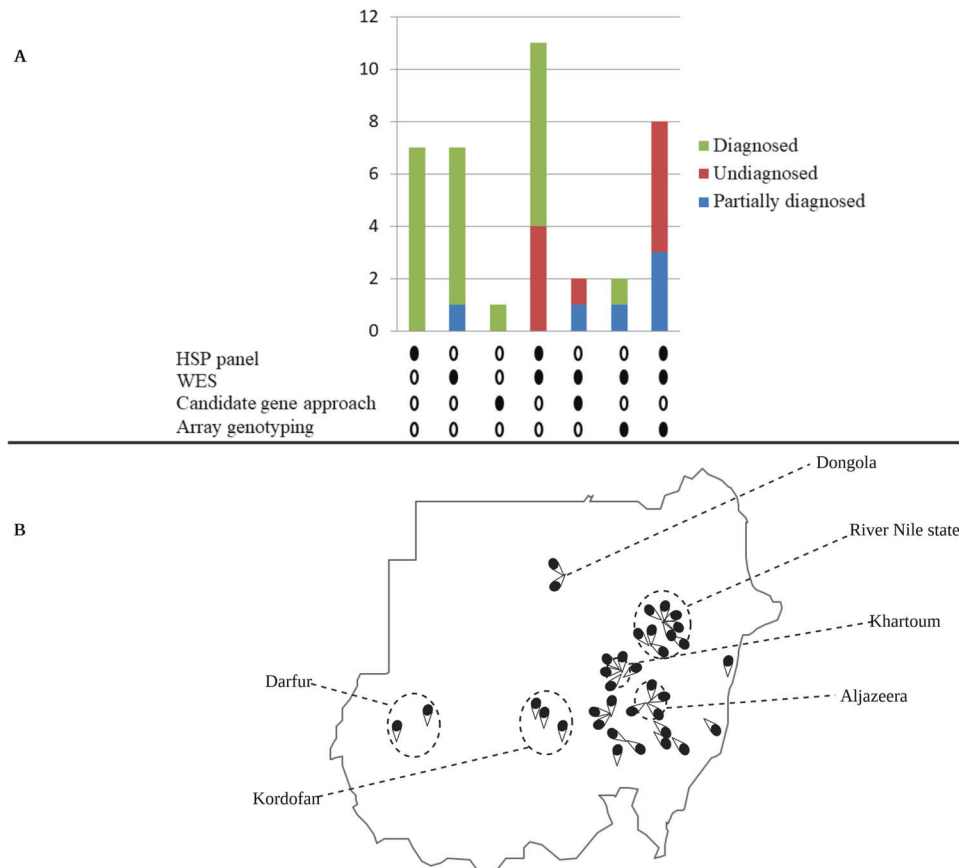 A
12
10
8
6
4
2
0
Diagnosed
Undiagnosed
Partially diagnosed
HSP panel
WES
Candidate gene approach
Array genotyping
B
Dongola
River Nile state
Khartoum
Darfur
Aljazeera
Kordofan